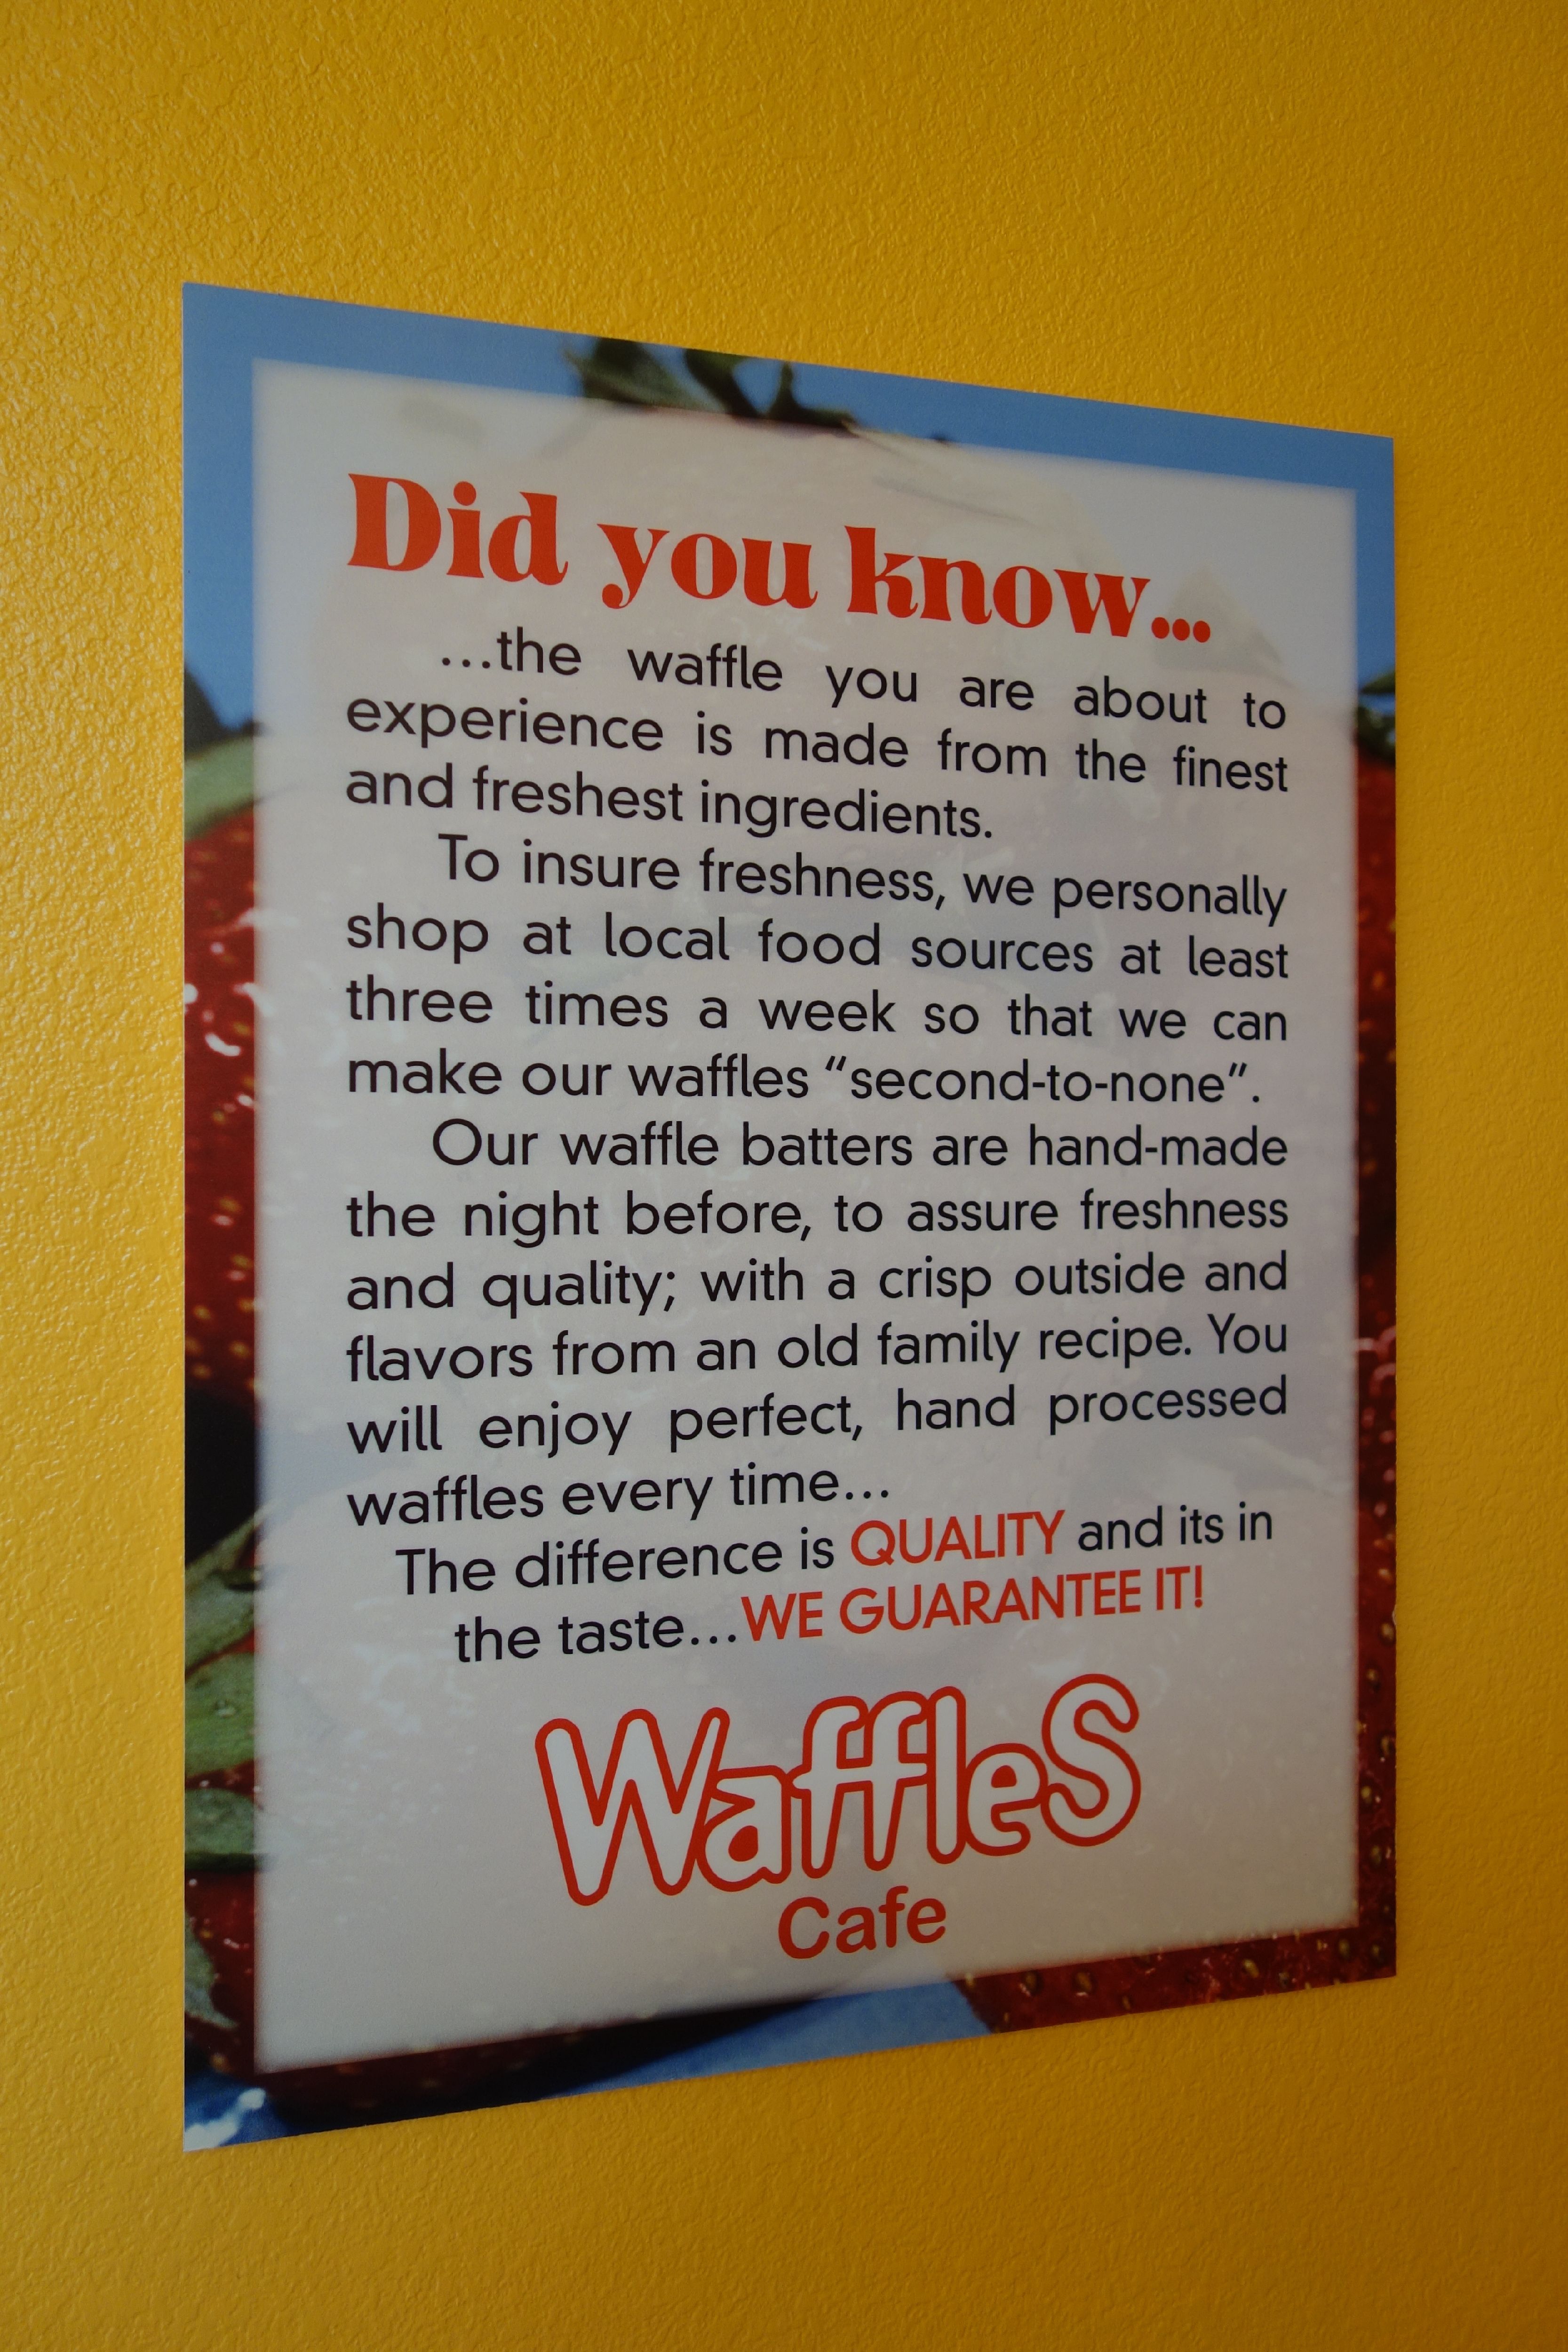 Did you know...
...the waffle you are about to
experience is made from the finest
and freshest ingredients.
To insure freshness, we personally
shop at local food sources at least
three times a week so that we can
make our waffles “second-to-none”.
Our waffle batters are hand-made
the night before, to assure freshness
and quality; with a crisp outside and
flavors from an old family recipe. You
will enjoy perfect, hand processed
waffles every time...
The difference is QUALITY and its in
the taste...WE GUARANTEE IT!
WaffleS
Cafe